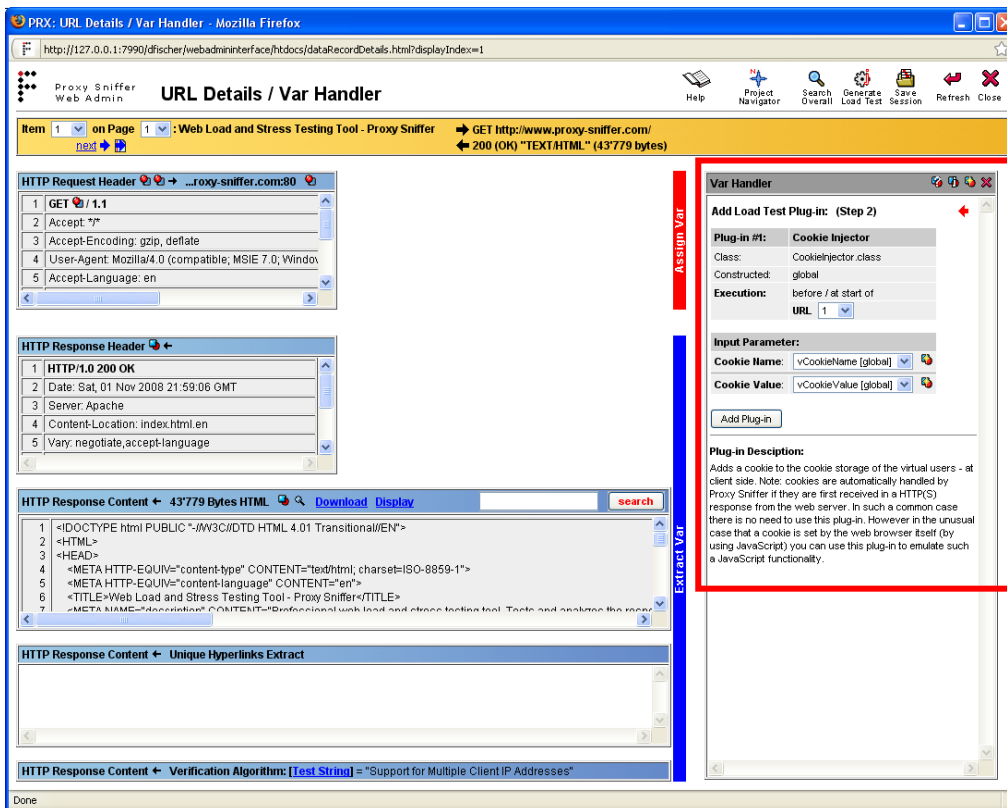 PRX: URL Details / Var Handler - Mozilla Firefox
http://127.0.0.1:7990/dfischer/webadmininterface/htdocs/dataRecordDetails.html?displayIndex=1
Proxy Sniffer
Web Admin
URL Details / Var Handler
Help
Project Navigator
Search Overall
Generate Load Test
Save Session
Refresh
Close
Item 1 on Page 1 : Web Load and Stress Testing Tool - Proxy Sniffer
next
GET http://www.proxy-sniffer.com/
200 (OK) "TEXT/HTML" (43'779 bytes)
HTTP Request Header ...roxy-sniffer.com:80
1 GET / 1.1
2 Accept: */*
3 Accept-Encoding: gzip, deflate
4 User-Agent: Mozilla/4.0 (compatible; MSIE 7.0; Window
5 Accept-Language: en
Assign Var
HTTP Response Header
1 HTTP/1.0 200 OK
2 Date: Sat, 01 Nov 2008 21:59:06 GMT
3 Server: Apache
4 Content-Location: index.html.en
5 Vary: negotiate,accept-language
HTTP Response Content 43'779 Bytes HTML Download Display search
1 <!DOCTYPE html PUBLIC "-//W3C//DTD HTML 4.01 Transitional//EN">
2 <HTML>
3 <HEAD>
4 <META HTTP-EQUIV="content-type" CONTENT="text/html; charset=ISO-8859-1">
5 <META HTTP-EQUIV="content-language" CONTENT="en">
6 <TITLE>Web Load and Stress Testing Tool - Proxy Sniffer</TITLE>
7 <META NAME="description" CONTENT="Professional web load and stress testing tool. Tests and analyzes the respo
Extract Var
HTTP Response Content Unique Hyperlinks Extract
HTTP Response Content Verification Algorithm: [Test String] = "Support for Multiple Client IP Addresses"
Var Handler
Add Load Test Plug-in: (Step 2)
Plug-in #1: Cookie Injector
Class: CookieInjector.class
Constructed: global
Execution: before / at start of
URL 1
Input Parameter:
Cookie Name: vCookieName [global]
Cookie Value: vCookieValue [global]
Add Plug-in
Plug-in Desciption:
Adds a cookie to the cookie storage of the virtual users - at
client side. Note: cookies are automatically handled by
Proxy Sniffer if they are first received in a HTTP(S)
response from the web server. In such a common case
there is no need to use this plug-in. However in the unusual
case that a cookie is set by the web browser itself (by
using JavaScript) you can use this plug-in to emulate such
a JavaScript functionality.
Done